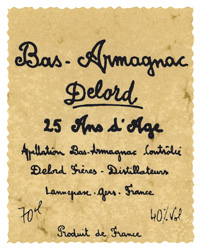 Bas-Armagnac
Delord
25 Ans d'Age
Appellation Bas-Armagnac Contrôlée
Delord Frères - Distillateurs
Lannepax - Gers - France
70cl 40%Vol
Produit de France